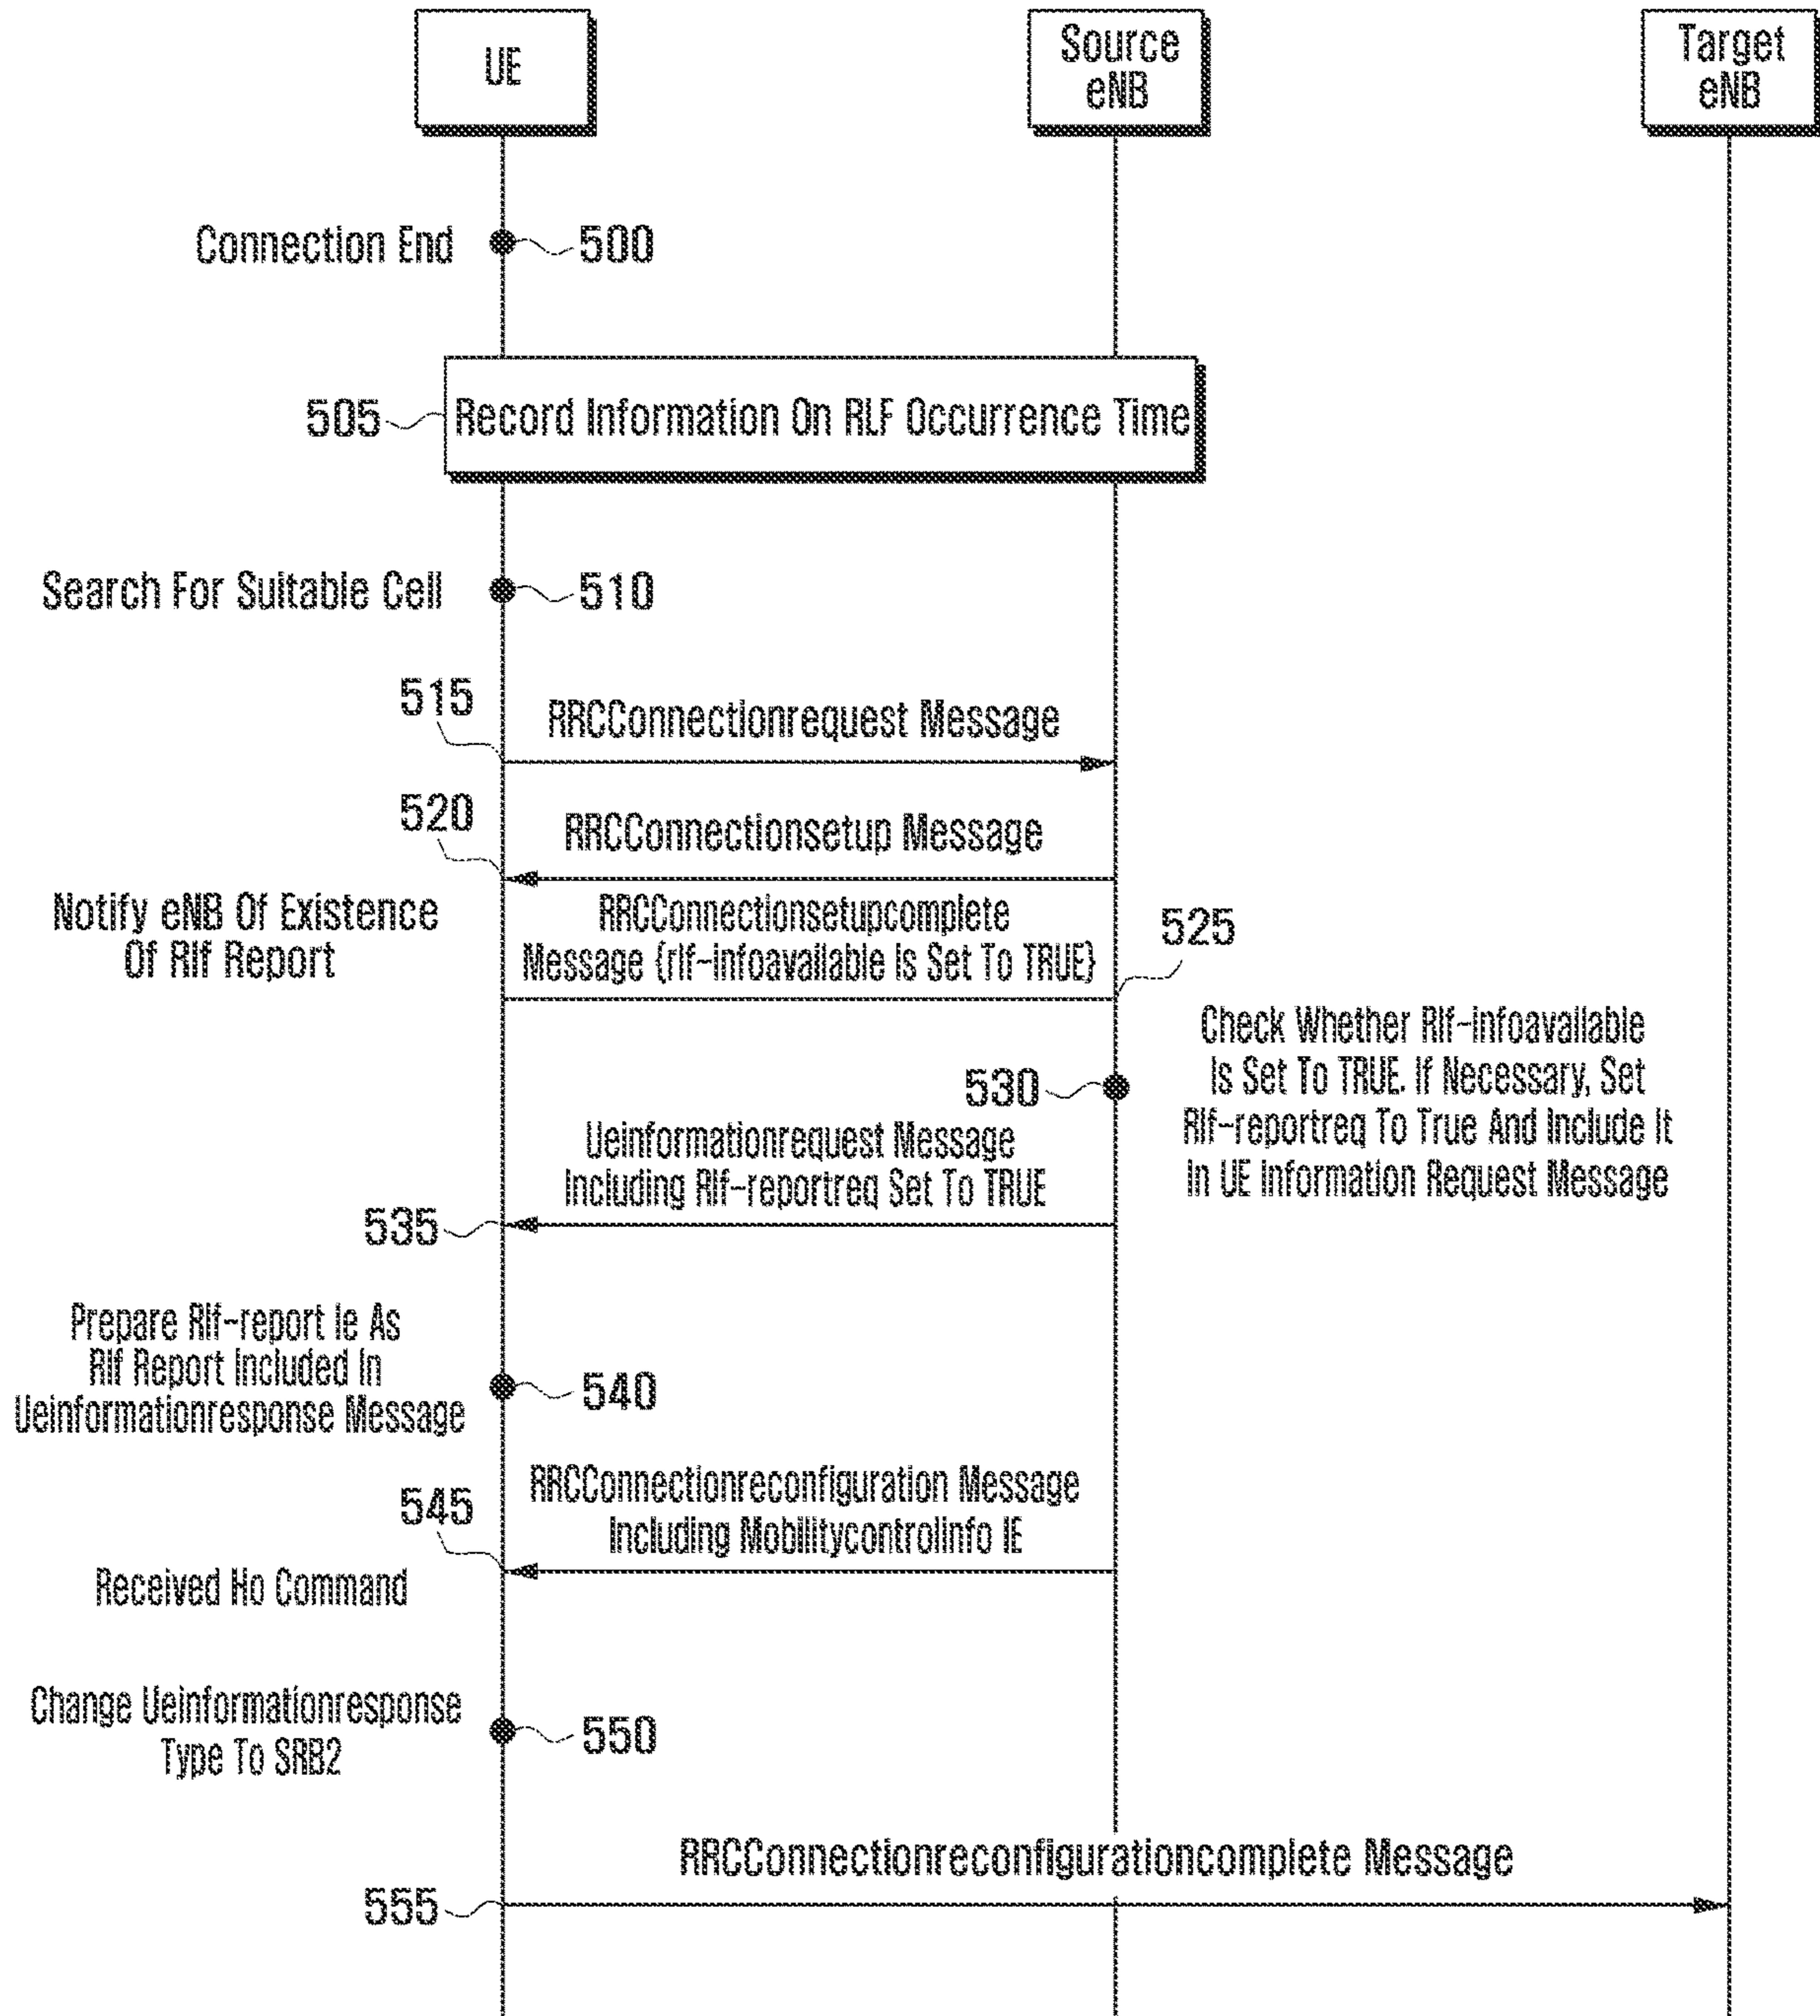 UE
Source
eNB
Target
eNB
Connection End
500
505
Record Information On RLF Occurrence Time
Search For Suitable Cell
510
515
RRCConnectionrequest Message
520
RRCConnectionsetup Message
Notify eNB Of Existence
Of Rlf Report
RRCConnectionsetupcomplete
Message (rlf-infoavailable Is Set To TRUE)
525
530
Check Whether Rlf-infoavailable
Is Set To TRUE. If Necessary, Set
Rlf-reportreq To True And Include It
In UE Information Request Message
Ueinformationrequest Message
Including Rlf-reportreq Set To TRUE
535
Prepare Rlf-report Ie As
Rlf Report Included In
Ueinformationresponse Message
540
545
RRCConnectionreconfiguration Message
Including Mobilitycontrolinfo IE
Received Ho Command
Change Ueinformationresponse
Type To SRB2
550
RRCConnectionreconfigurationcomplete Message
555